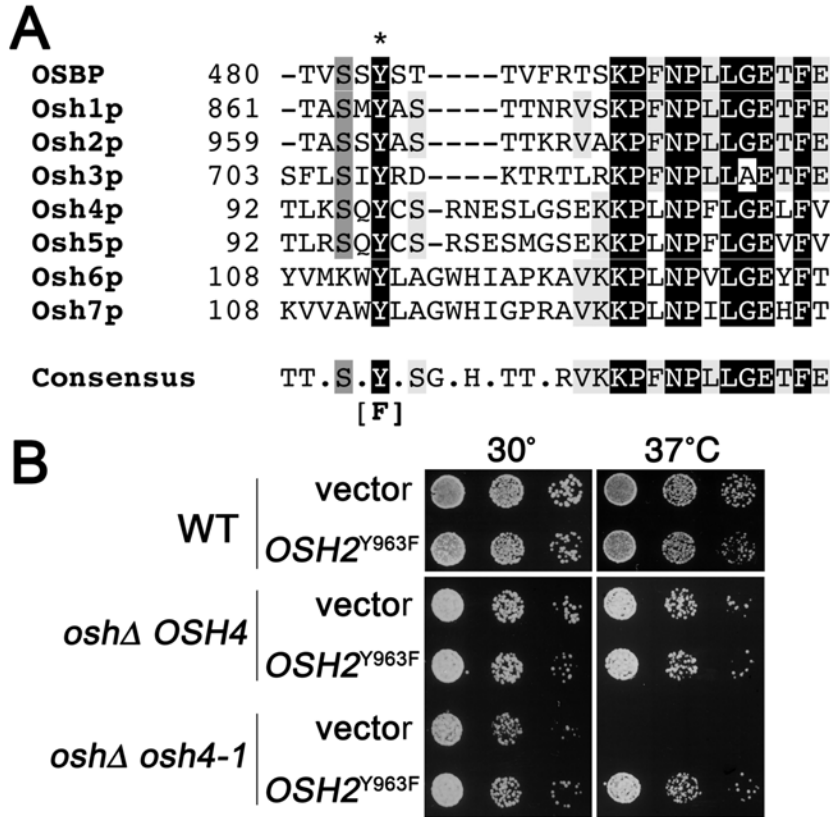 A
*
OSBP 480 -TVSSYST----TVFRTSKPFNPLLGETFE
Osh1p 861 -TASMYAS----TTNRVSKPFNPLLGETFE
Osh2p 959 -TASSYAS----TTKRVAKPFNPLLGETFE
Osh3p 703 SFLSIYRD----KTRTLRKPFNPLLAETFE
Osh4p 92 TLKSQYCS-RNESLGSEKKPLNPFLGELFV
Osh5p 92 TLRSQYCS-RSESMGSEKKPLNPFLGEVFV
Osh6p 108 YVMKWYLAGWHIAPKAVKKPLNPVLGEYFT
Osh7p 108 KVVAWYLAGWHIGPRAVKKPLNPILGEHFT
Consensus TT.S.Y.SG.H.TT.RVKKPFNPLLGETFE
[F]
B
30° 37°C
WT
vector
OSH2Y963F
oshΔ OSH4
vector
OSH2Y963F
oshΔ osh4-1
vector
OSH2Y963F